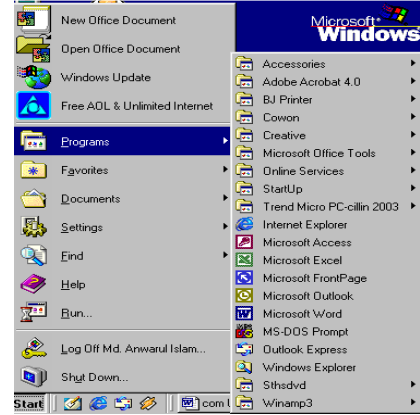 New Office Document
Open Office Document
Windows Update
Free AOL & Unlimited Internet
Programs
Favorites
Documents
Settings
Find
Help
Run...
Log Off Md. Anwarul Islam...
Shut Down...
Microsoft
Windows
Accessories
Adobe Acrobat 4.0
BJ Printer
Cowon
Creative
Microsoft Office Tools
Online Services
StartUp
Trend Micro PC-cillin 2003
Internet Explorer
Microsoft Access
Microsoft Excel
Microsoft FrontPage
Microsoft Outlook
Microsoft Word
MS-DOS Prompt
Outlook Express
Windows Explorer
Sthsdvd
Winamp3
Start
com